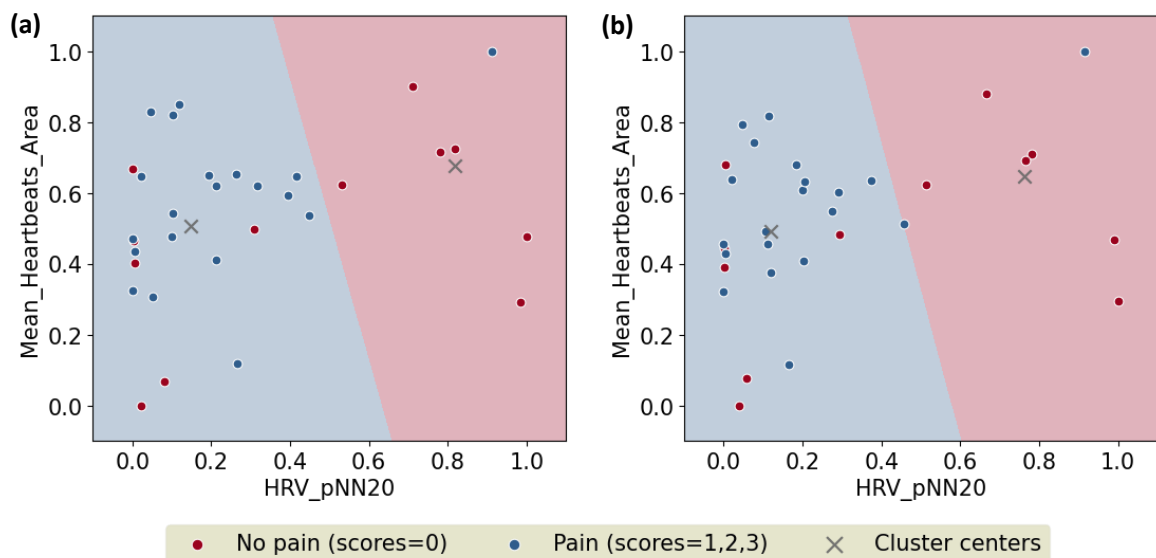 (a)
Mean_Heartbeats_Area
1.0
0.8
0.6
0.4
0.2
0.0
0.0 0.2 0.4 0.6 0.8 1.0
HRV_pNN20
(b)
Mean_Heartbeats_Area
1.0
0.8
0.6
0.4
0.2
0.0
0.0 0.2 0.4 0.6 0.8 1.0
HRV_pNN20
No pain (scores=0) Pain (scores=1,2,3) Cluster centers